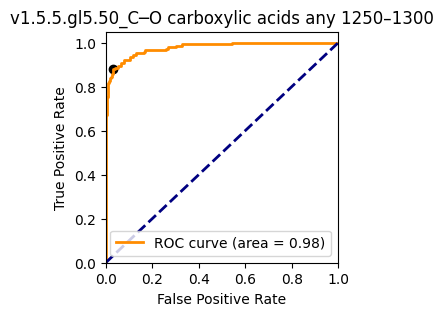 v1.5.5.gl5.50_C─O carboxylic acids any 1250–1300
1.0
0.8
0.6
0.4
0.2
0.0
True Positive Rate
ROC curve (area = 0.98)
0.0 0.2 0.4 0.6 0.8 1.0
False Positive Rate